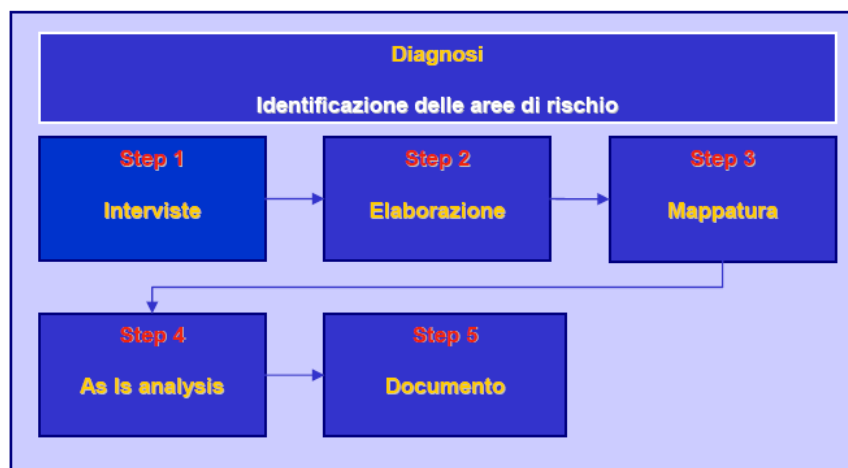 Diagnosi
Identificazione delle aree di rischio
Step 1
Interviste
Step 2
Elaborazione
Step 3
Mappatura
Step 4
As Is analysis
Step 5
Documento